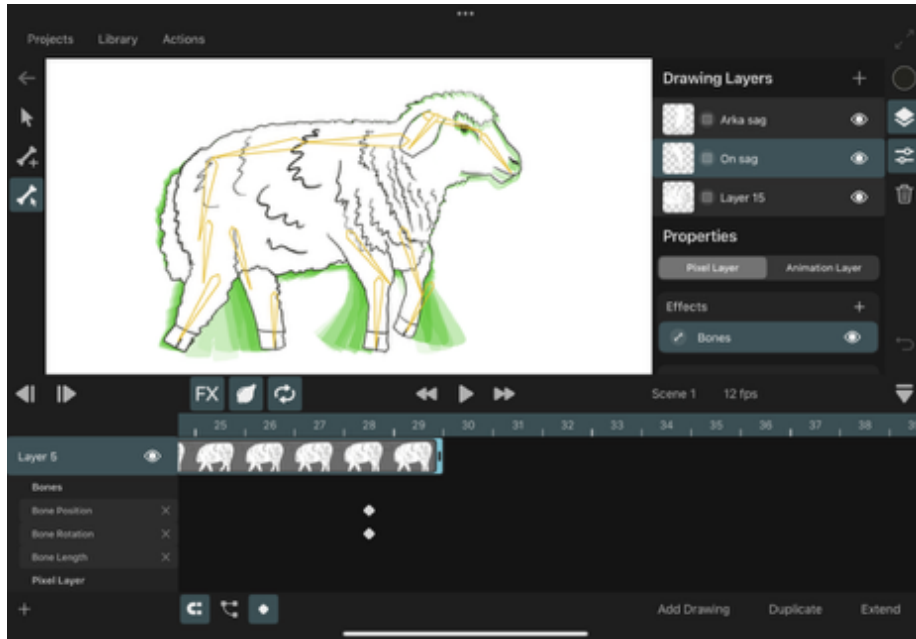 Projects Library Actions
Drawing Layers
Arka sag
On sag
Layer 15
Properties
Pixel Layer Animation Layer
Effects
Bones
FX
Scene 1 12 fps
25 26 27 28 29 30 31 32 33 34 35 36 37 38
Layer 5
Bones
Bone Position
Bone Rotation
Bone Length
Pixel Layer
Add Drawing Duplicate Extend